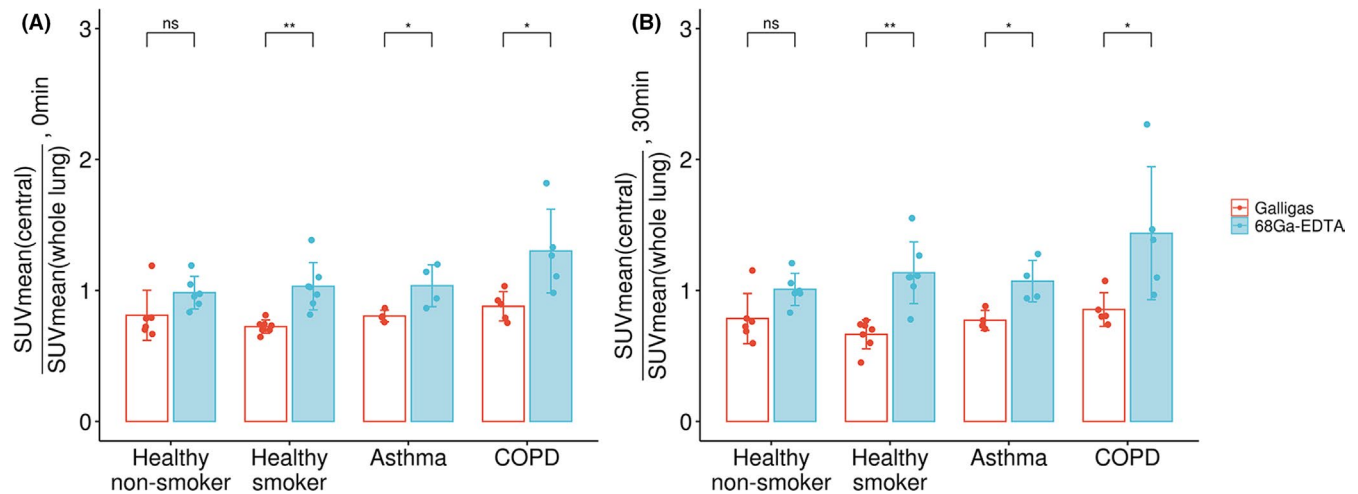 (A)
SUVmean(central)
SUVmean(whole lung)
, 0min
3
2
1
0
ns
**
*
*
Healthy
non-smoker
Healthy
smoker
Asthma
COPD
(B)
SUVmean(central)
SUVmean(whole lung)
, 30min
3
2
1
0
ns
**
*
*
Healthy
non-smoker
Healthy
smoker
Asthma
COPD
Galligas
68Ga-EDTA